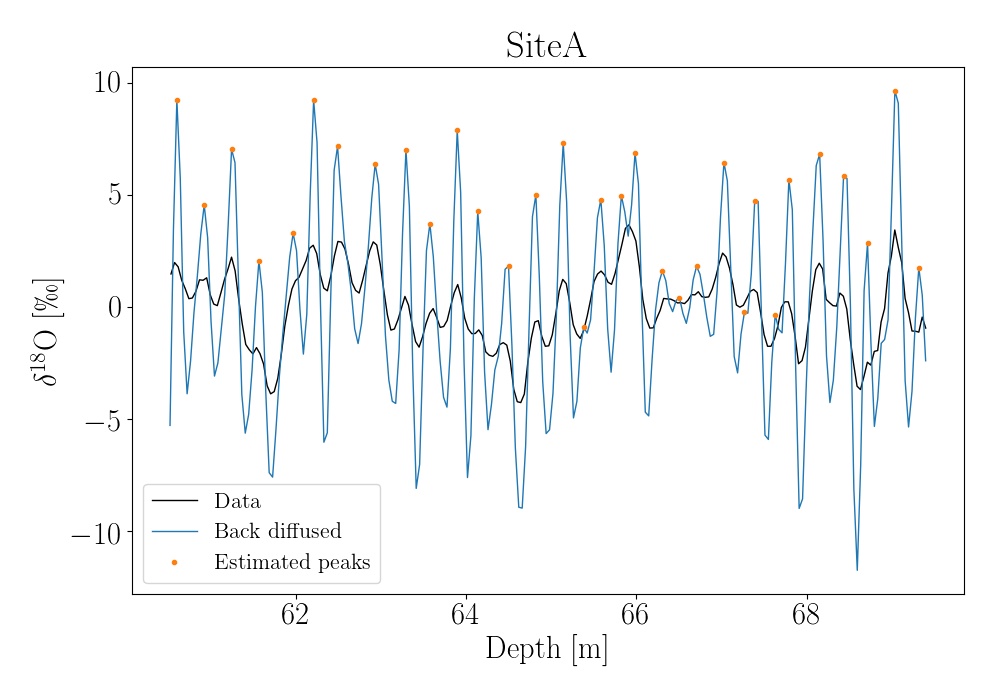 SiteA
10
5
0
−5
−10
δ¹⁸O [‰]
Data
Back diffused
Estimated peaks
62 64 66 68
Depth [m]